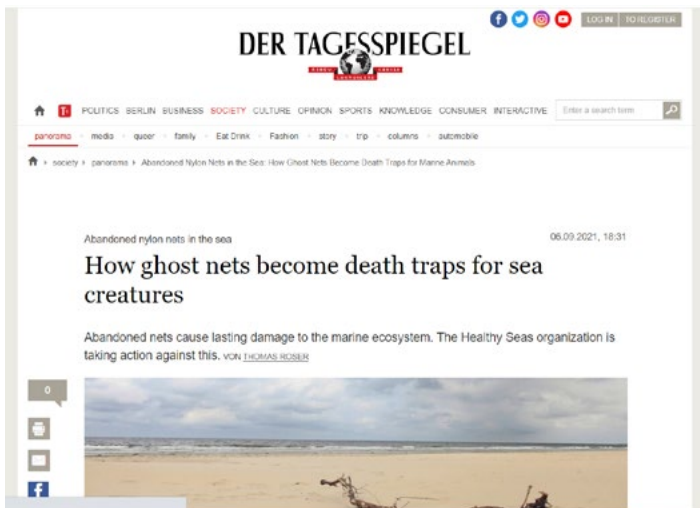 LOG IN TO REGISTER
DER TAGESSPIEGEL
POLITICS BERLIN BUSINESS SOCIETY CULTURE OPINION SPORTS KNOWLEDGE CONSUMER INTERACTIVE Enter a search term
panorama media queer family Eat Drink Fashion story trip columns automobile
society panorama Abandoned Nylon Nets in the Sea: How Ghost Nets Become Death Traps for Marine Animals
Abandoned nylon nets in the sea 06.09.2021, 18:31
How ghost nets become death traps for sea
creatures
Abandoned nets cause lasting damage to the marine ecosystem. The Healthy Seas organization is
taking action against this. VON THOMAS ROSER
0